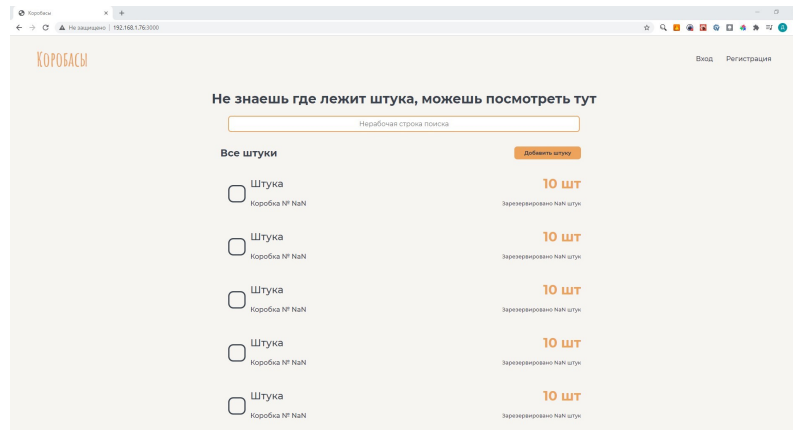 Коробасы
Не защищено | 192.168.1.76:3000
Коробасы
Вход Регистрация
Не знаешь где лежит штука, можешь посмотреть тут
Нерабочая строка поиска
Все штуки
Добавить штуку
Штука
10 шт
Коробка № NaN
Зарезервировано NaN штук
Штука
10 шт
Коробка № NaN
Зарезервировано NaN штук
Штука
10 шт
Коробка № NaN
Зарезервировано NaN штук
Штука
10 шт
Коробка № NaN
Зарезервировано NaN штук
Штука
10 шт
Коробка № NaN
Зарезервировано NaN штук